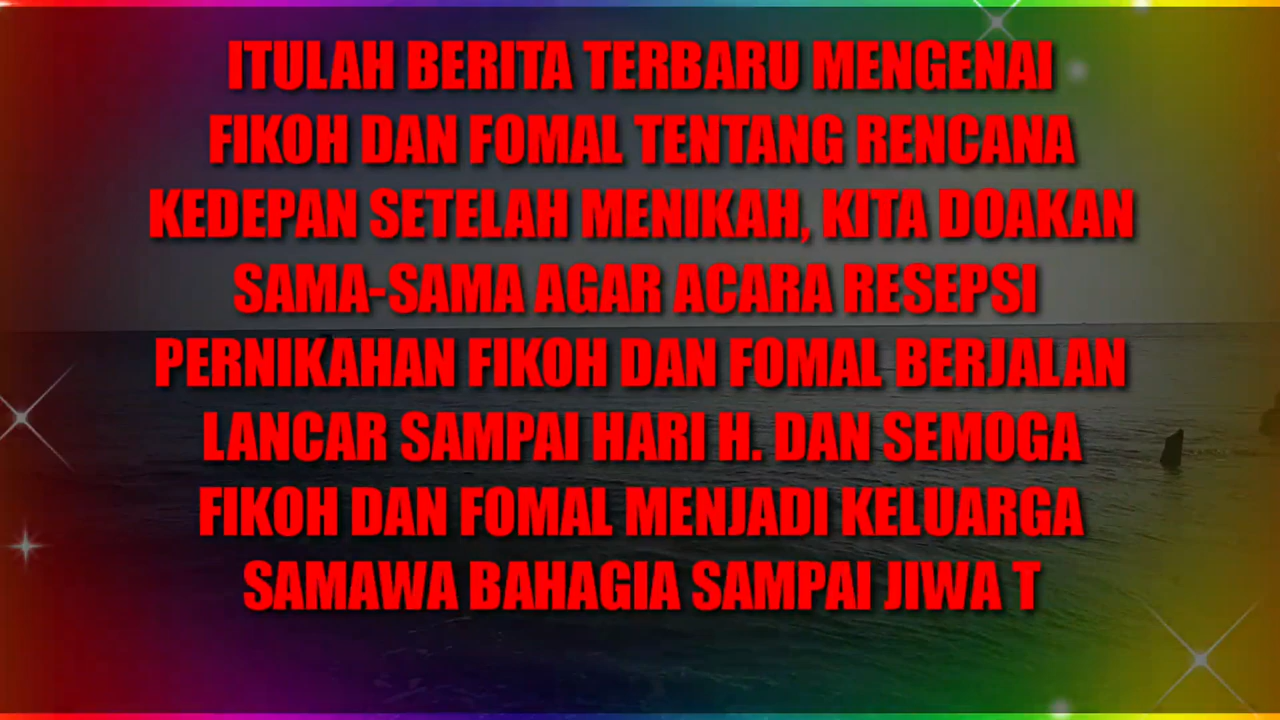 ITULAH BERITA TERBARU MENGENAI
FIKOH DAN FOMAL TENTANG RENCANA
KEDEPAN SETELAH MENIKAH, KITA DOAKAN
SAMA-SAMA AGAR ACARA RESEPSI
PERNIKAHAN FIKOH DAN FOMAL BERJALAN
LANCAR SAMPAI HARI H. DAN SEMOGA
FIKOH DAN FOMAL MENJADI KELUARGA
SAMAWA BAHAGIA SAMPAI JIWA T